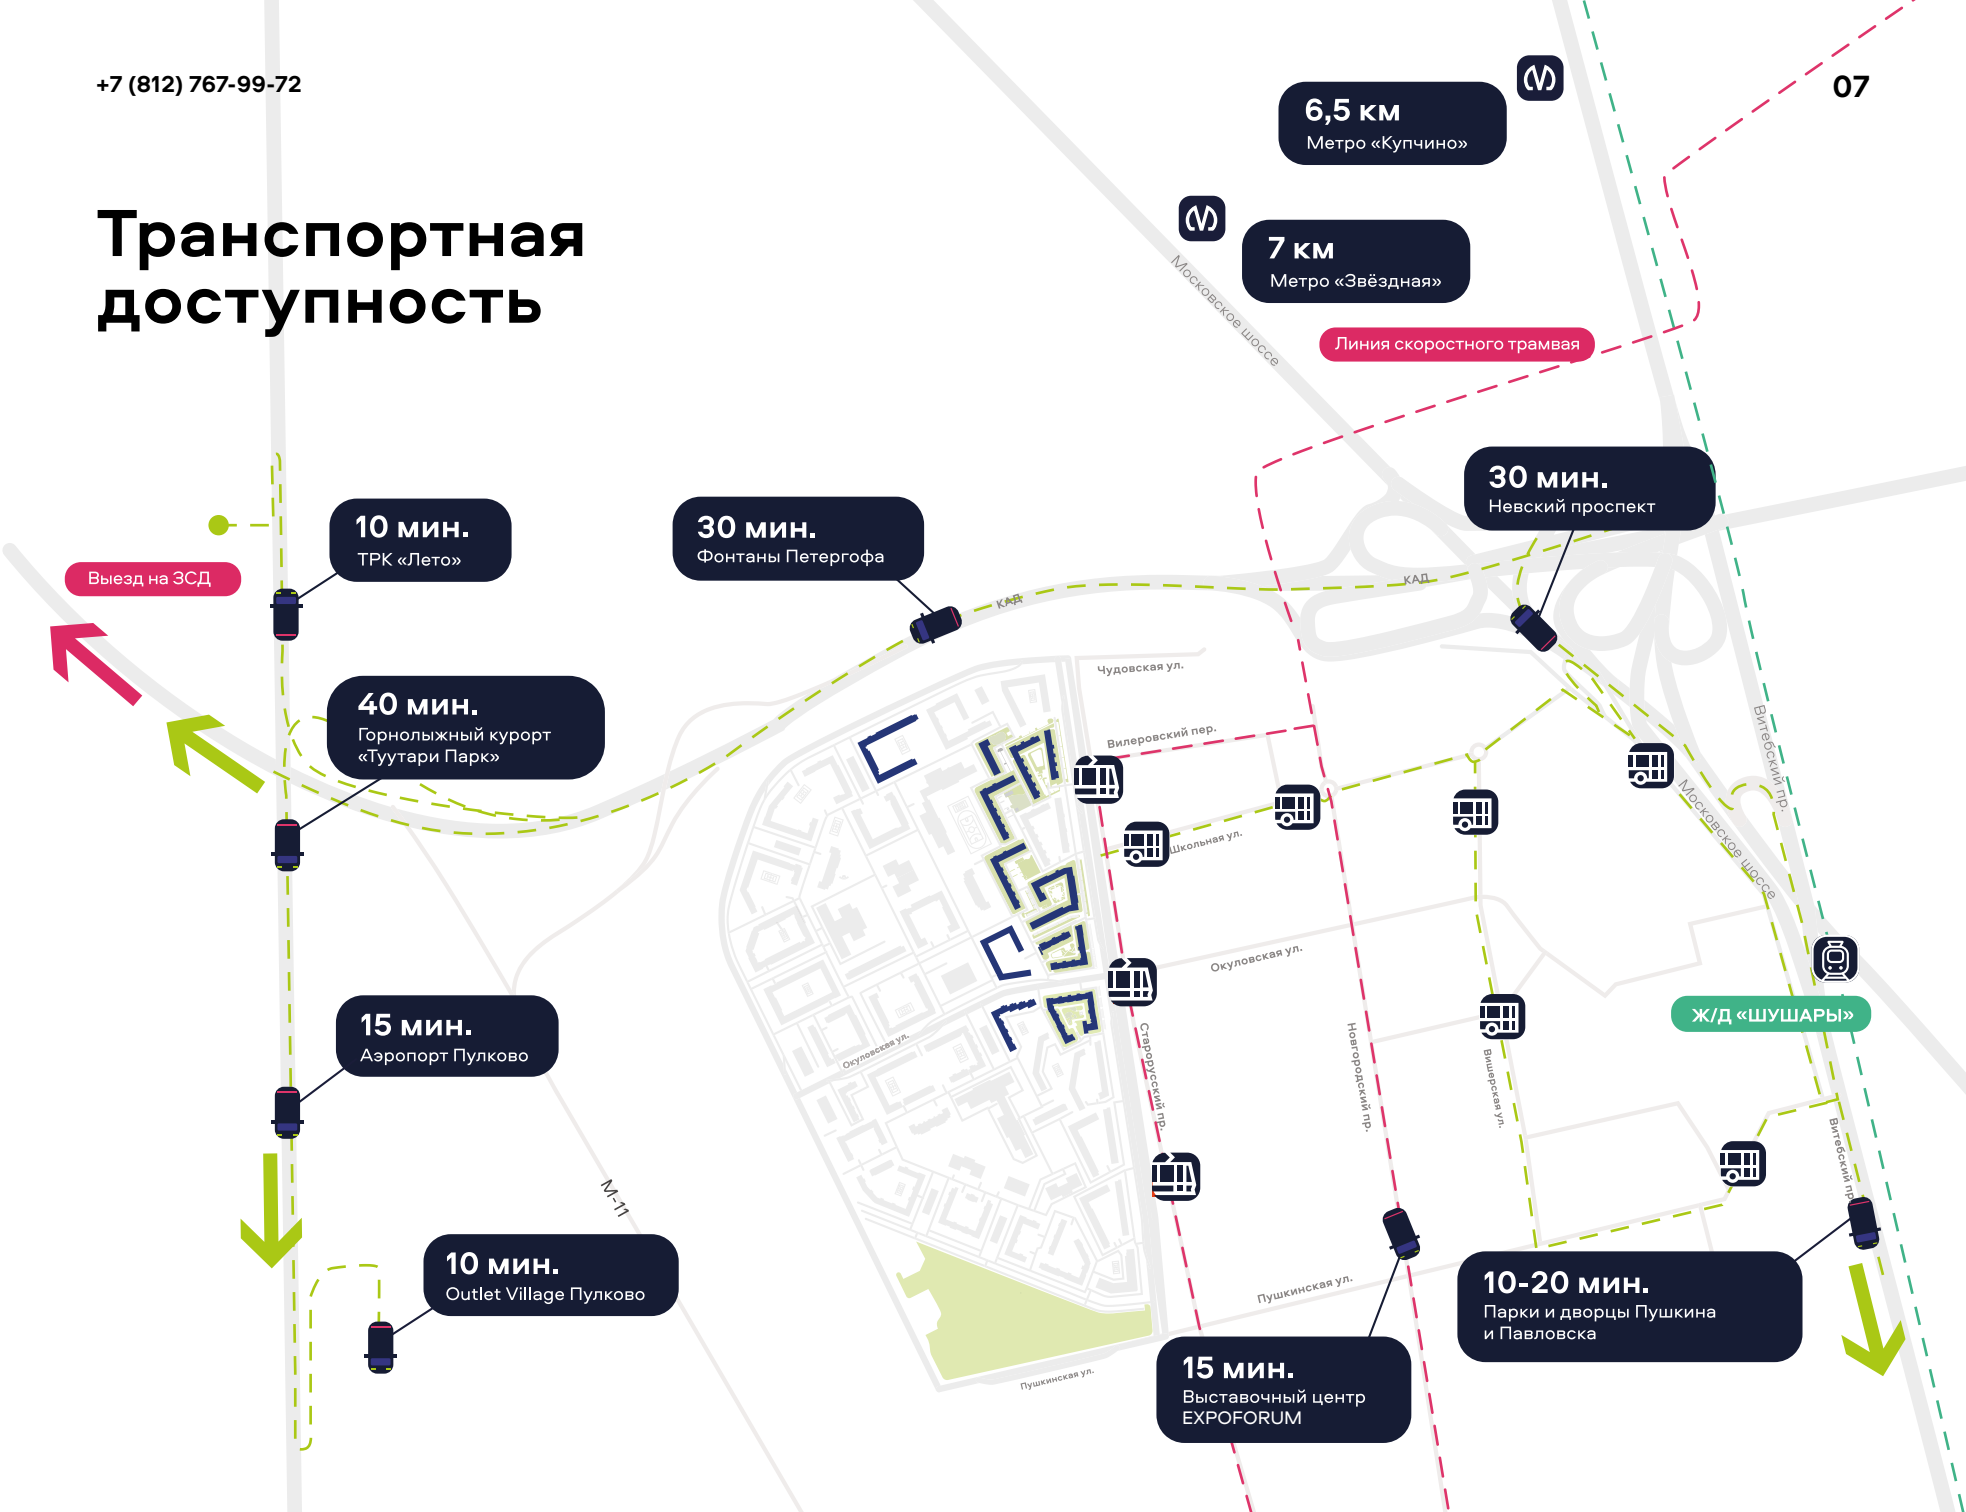 +7 (812) 767-99-72
07
Транспортная
доступность
6,5 км
Метро «Купчино»
7 км
Метро «Звёздная»
Московское шоссе
Линия скоростного трамвая
30 мин.
Невский проспект
10 мин.
ТРК «Лето»
30 мин.
Фонтаны Петергофа
Выезд на ЗСД
КАД
КАД
40 мин.
Горнолыжный курорт
«Туутари Парк»
Чудовская ул.
Вилеровский пер.
Школьная ул.
Витебский пр.
Московское шоссе
Окуловская ул.
Ж/Д «ШУШАРЫ»
15 мин.
Аэропорт Пулково
Окуловская ул.
Старорусский пр.
Новгородский пр.
Вишерская ул.
Витебский пр.
М-11
10 мин.
Outlet Village Пулково
Пушкинская ул.
10-20 мин.
Парки и дворцы Пушкина
и Павловска
Пушкинская ул.
15 мин.
Выставочный центр
EXPOFORUM